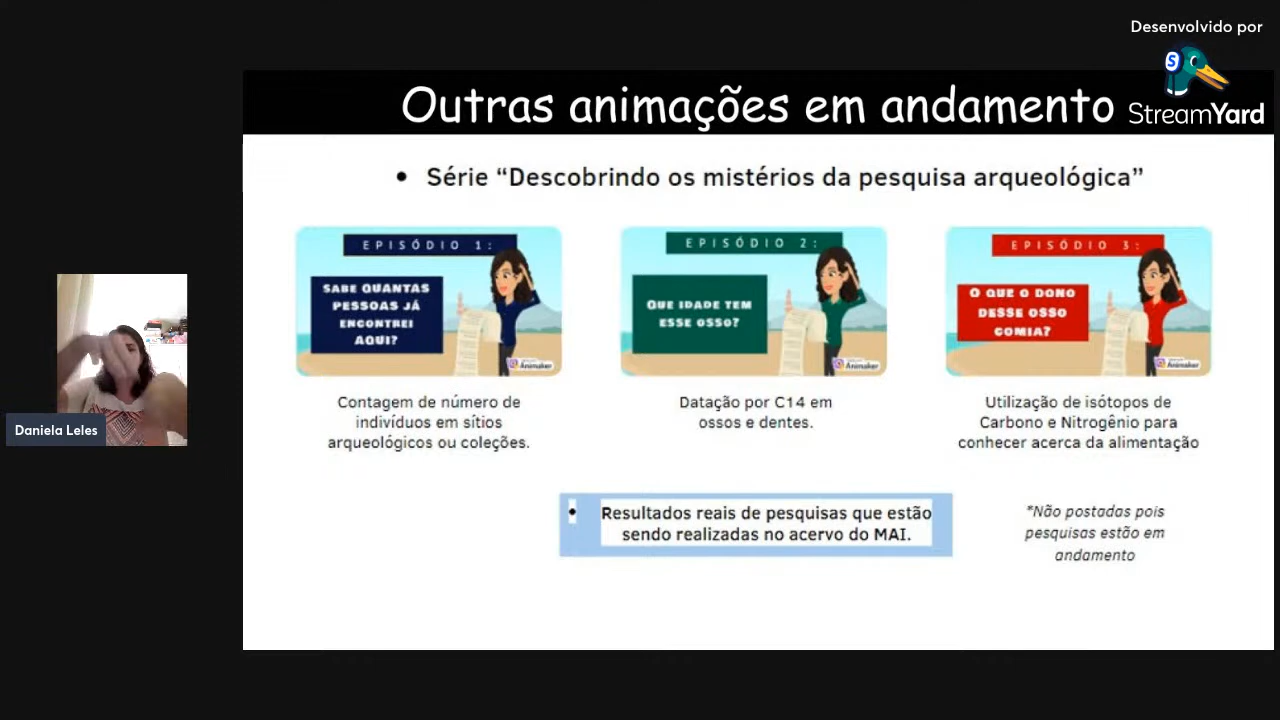 Desenvolvido por
StreamYard
Outras animações em andamento
• Série “Descobrindo os mistérios da pesquisa arqueológica”
EPISÓDIO 1:
SABE QUANTAS
PESSOAS JÁ
ENCONTREI
AQUI?
Animaker
Contagem de número de
indivíduos em sítios
arqueológicos ou coleções.
EPISÓDIO 2:
QUE IDADE TEM
ESSE OSSO?
Animaker
Datação por C14 em
ossos e dentes.
EPISÓDIO 3:
O QUE O DONO
DESSE OSSO
COMIA?
Animaker
Utilização de isótopos de
Carbono e Nitrogênio para
conhecer acerca da alimentação
• Resultados reais de pesquisas que estão
sendo realizadas no acervo do MAI.
*Não postadas pois
pesquisas estão em
andamento
Daniela Leles